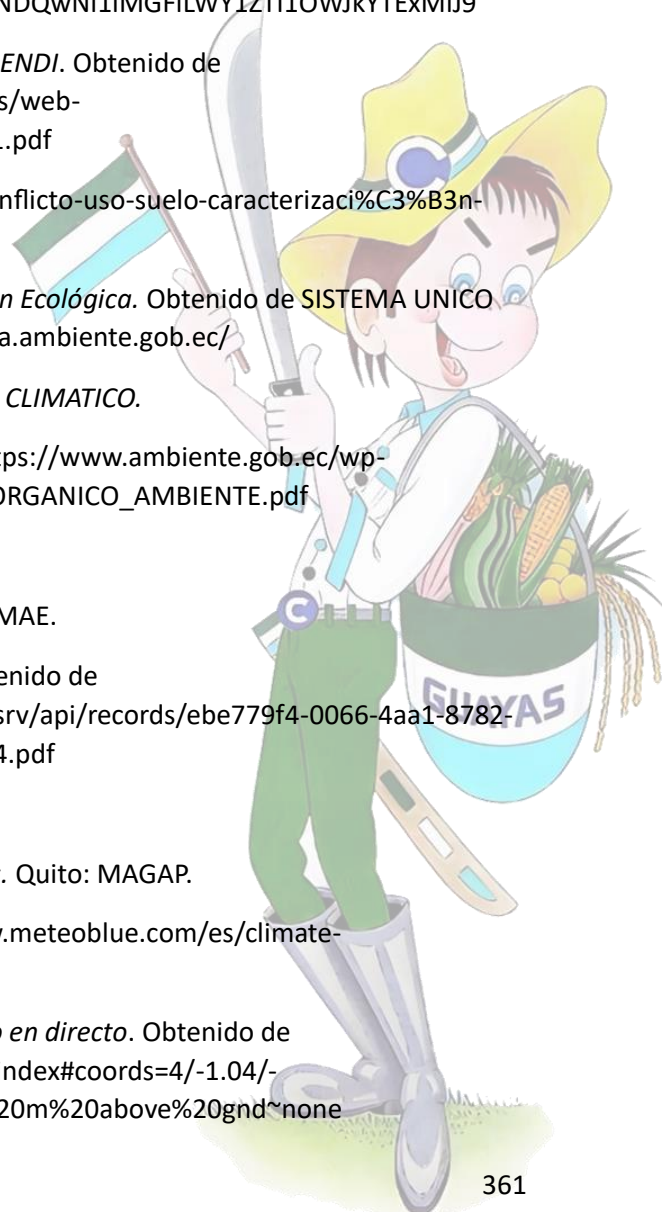 ENDI. Obtenido de
s/web-
.pdf
nflicto-uso-suelo-caracterizaci%C3%B3n-
n Ecológica. Obtenido de SISTEMA UNICO
a.ambiente.gob.ec/
CLIMATICO.
tps://www.ambiente.gob.ec/wp-
ORGANICO_AMBIENTE.pdf
C
MAE.
enido de
srv/api/records/ebe779f4-0066-4aa1-8782-
4.pdf
GUAYAS
. Quito: MAGAP.
w.meteoblue.com/es/climate-
o en directo. Obtenido de
index#coords=4/-1.04/-
20m%20above%20gnd~none
361